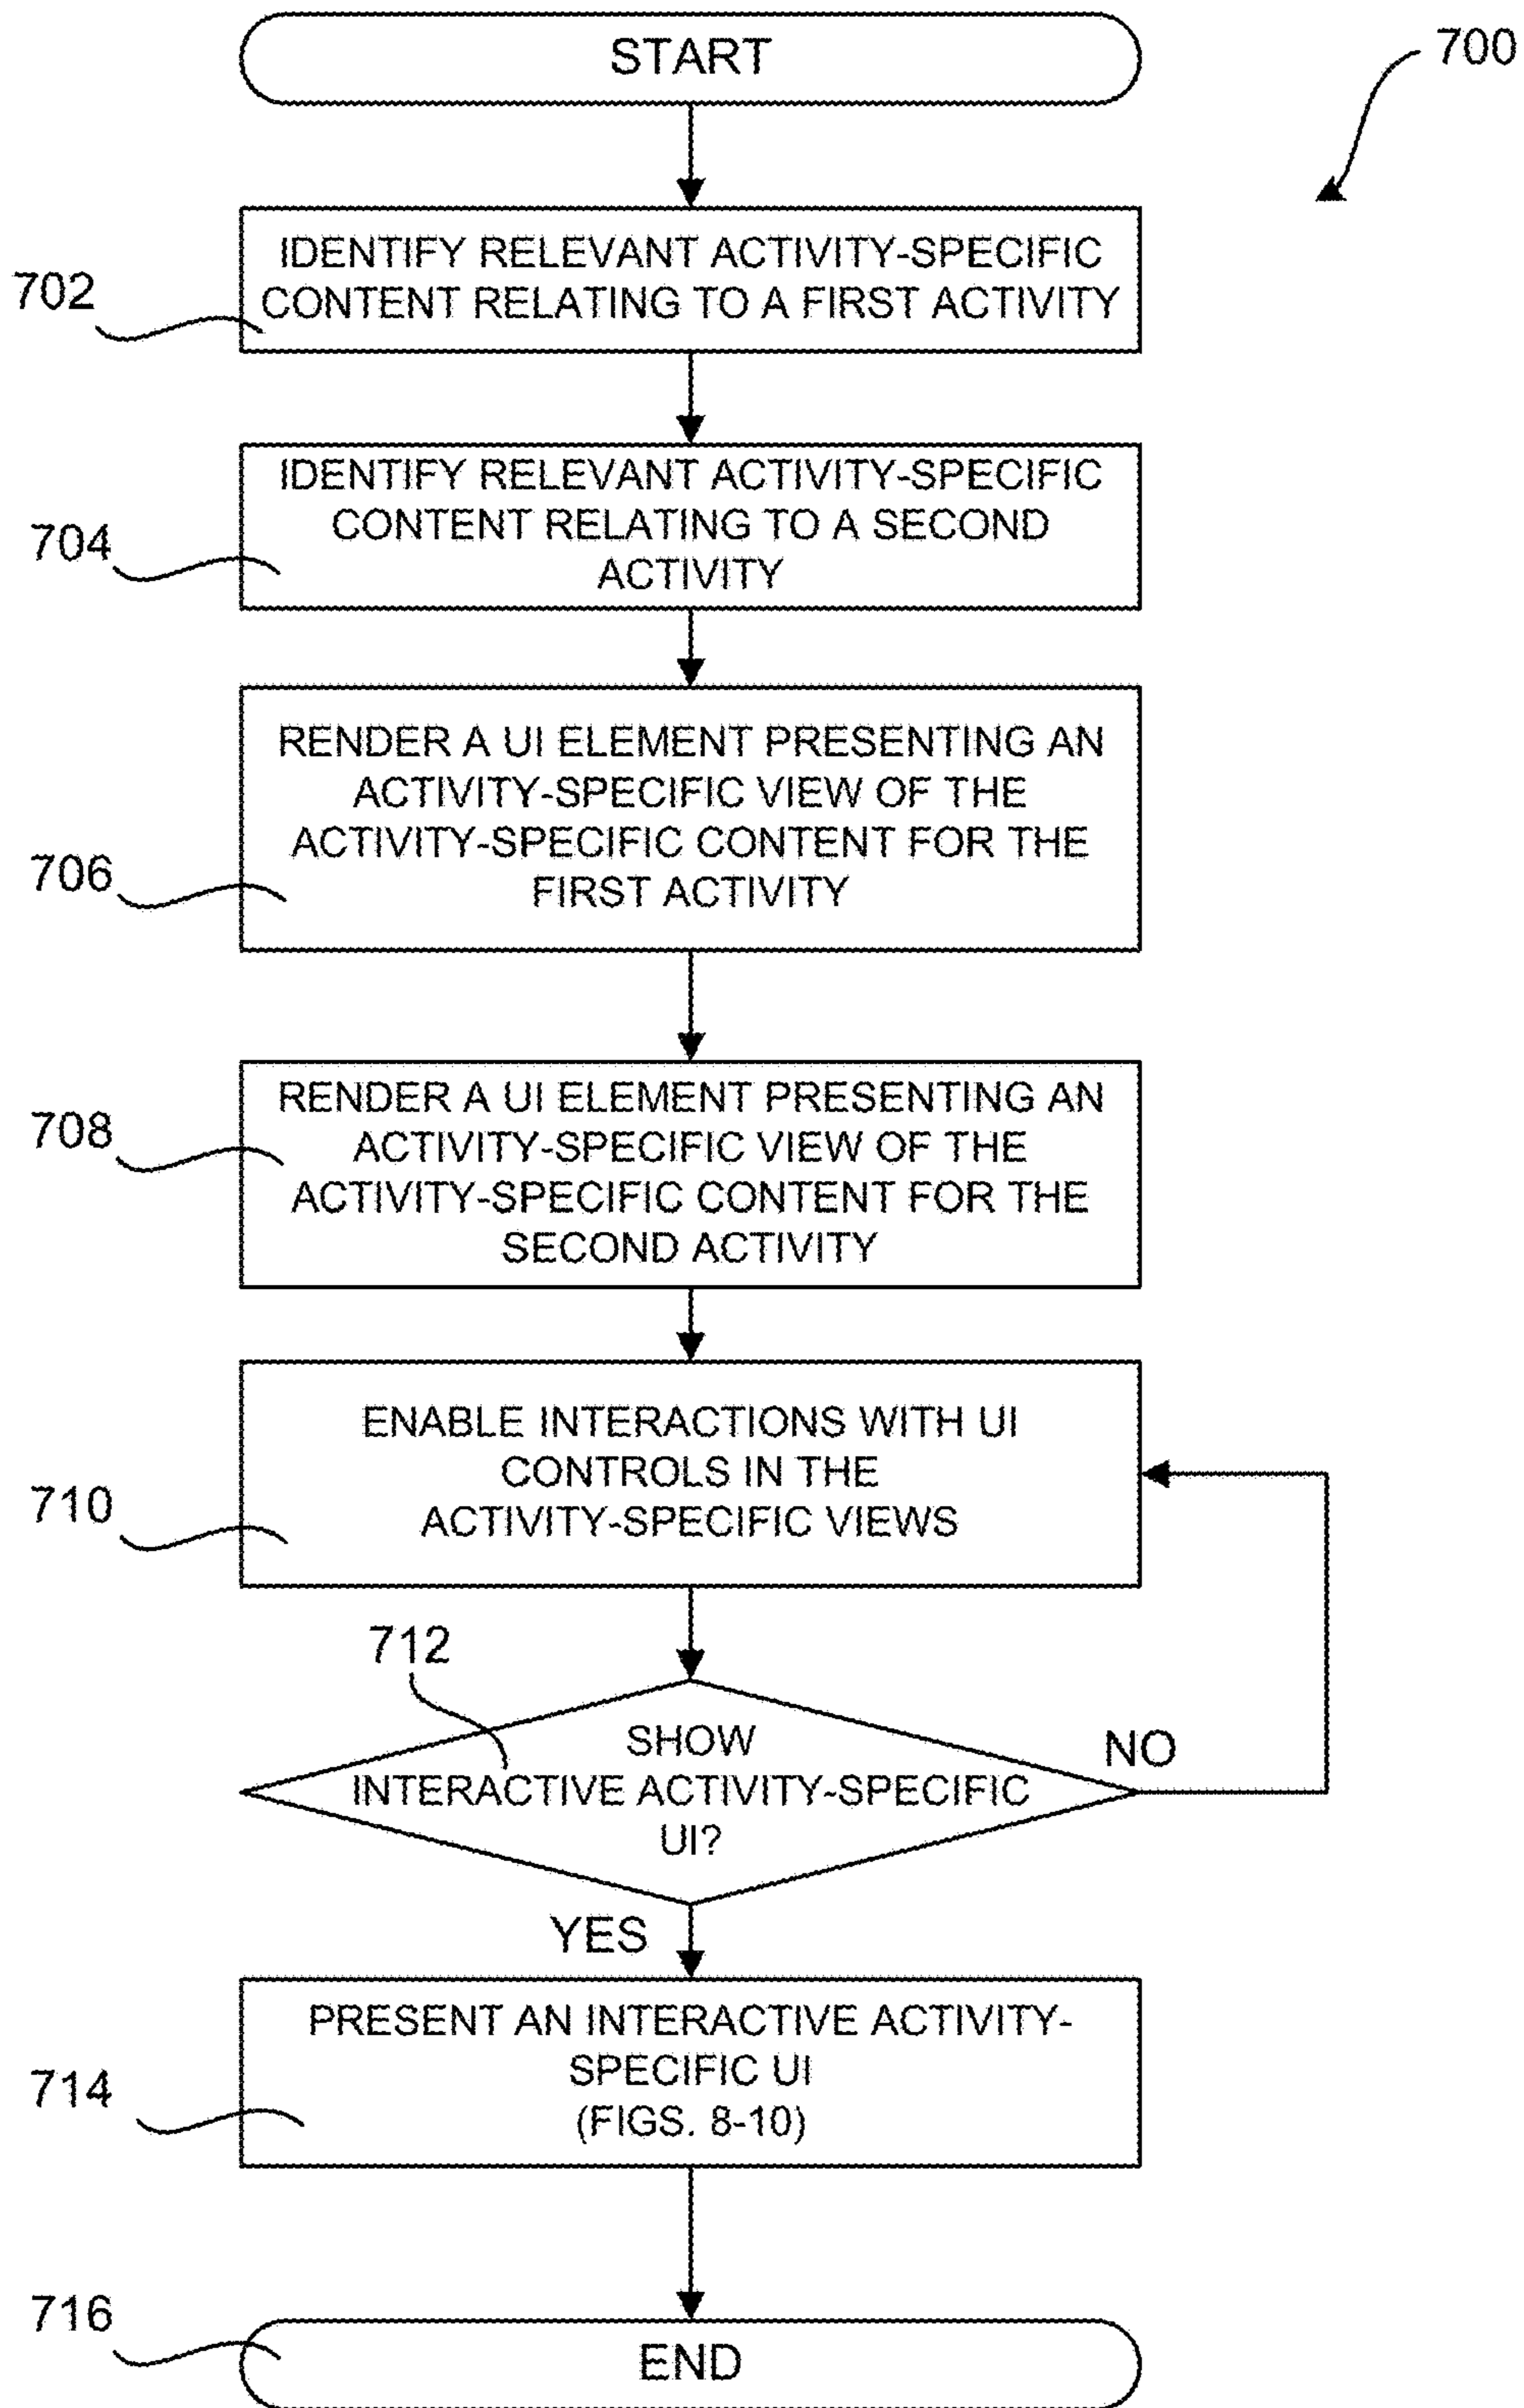 START
700
702
IDENTIFY RELEVANT ACTIVITY-SPECIFIC
CONTENT RELATING TO A FIRST ACTIVITY
704
IDENTIFY RELEVANT ACTIVITY-SPECIFIC
CONTENT RELATING TO A SECOND
ACTIVITY
706
RENDER A UI ELEMENT PRESENTING AN
ACTIVITY-SPECIFIC VIEW OF THE
ACTIVITY-SPECIFIC CONTENT FOR THE
FIRST ACTIVITY
708
RENDER A UI ELEMENT PRESENTING AN
ACTIVITY-SPECIFIC VIEW OF THE
ACTIVITY-SPECIFIC CONTENT FOR THE
SECOND ACTIVITY
710
ENABLE INTERACTIONS WITH UI
CONTROLS IN THE
ACTIVITY-SPECIFIC VIEWS
712
SHOW
INTERACTIVE ACTIVITY-SPECIFIC
UI?
NO
YES
714
PRESENT AN INTERACTIVE ACTIVITY-
SPECIFIC UI
(FIGS. 8-10)
716
END